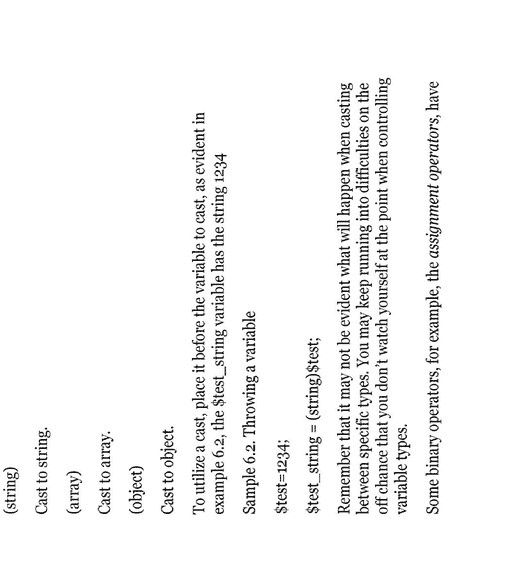 (string)
Cast to string.
(array)
Cast to array.
(object)
Cast to object.
To utilize a cast, place it before the variable to cast, as evident in
example 6.2, the $test_string variable has the string 1234
Sample 6.2. Throwing a variable
$test=1234;
$test_string = (string)$test;
Remember that it may not be evident what will happen when casting
between specific types. You may keep running into difficulties on the
off chance that you don't watch yourself at the point when controlling
variable types.
Some binary operators, for example, the assignment operators, have